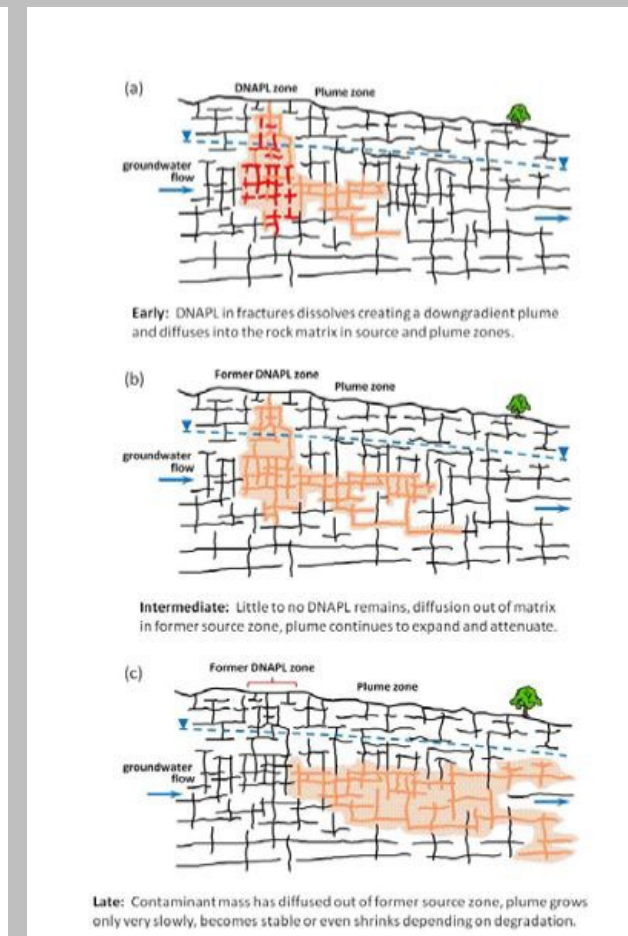 (a)
DNAPL zone
Plume zone
groundwater
flow
Early: DNAPL in fractures dissolves creating a downgradient plume
and diffuses into the rock matrix in source and plume zones.
(b)
Former DNAPL zone
Plume zone
groundwater
flow
Intermediate: Little to no DNAPL remains, diffusion out of matrix
in former source zone, plume continues to expand and attenuate.
(c)
Former DNAPL zone
Plume zone
groundwater
flow
Late: Contaminant mass has diffused out of former source zone, plume grows
only very slowly, becomes stable or even shrinks depending on degradation.